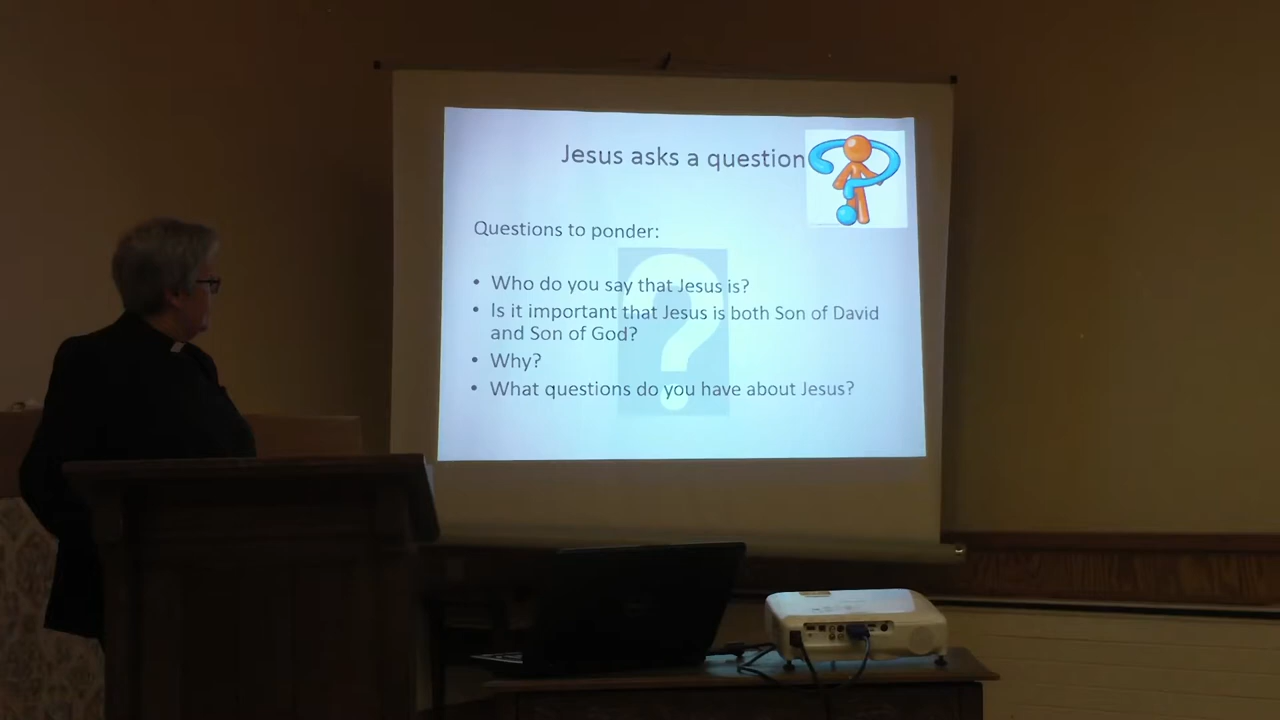 Jesus asks a question
Questions to ponder:
• Who do you say that Jesus is?
• Is it important that Jesus is both Son of David
and Son of God?
• Why?
• What questions do you have about Jesus?